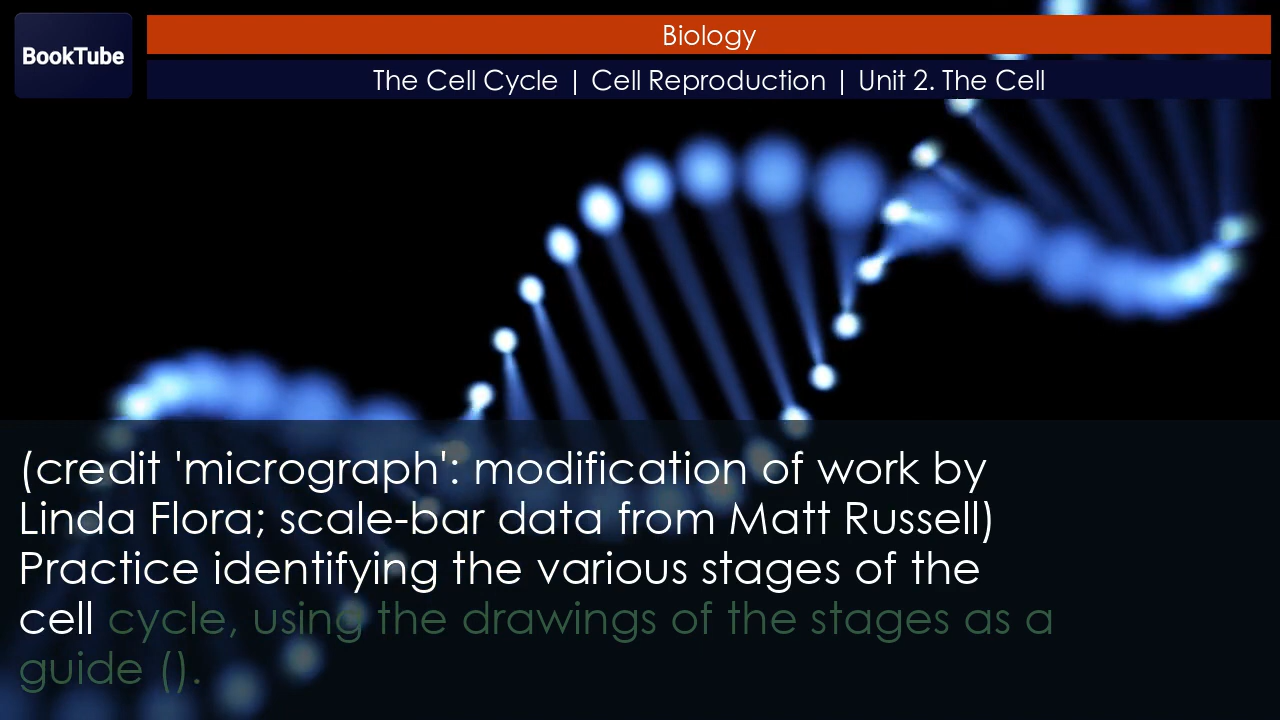 BookTube
Biology
The Cell Cycle | Cell Reproduction | Unit 2. The Cell
(credit 'micrograph': modification of work by
Linda Flora; scale-bar data from Matt Russell)
Practice identifying the various stages of the
cell cycle, using the drawings of the stages as a
guide ().